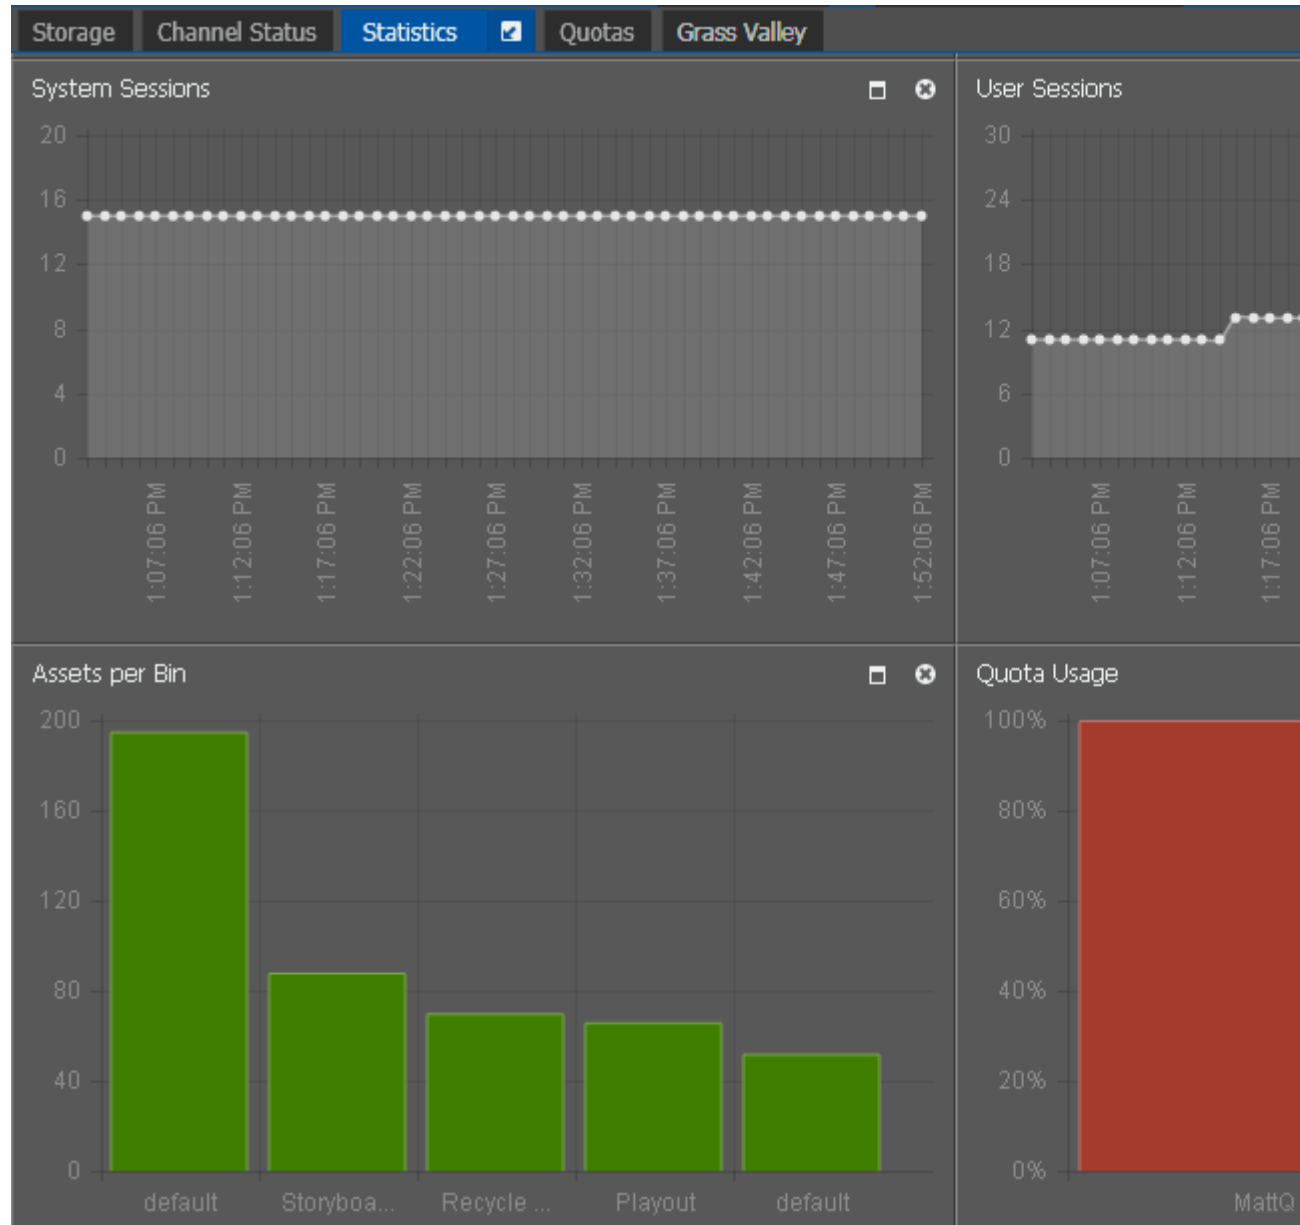 Storage Channel Status Statistics Quotas Grass Valley
System Sessions
20
16
12
8
4
0
1:07:06 PM
1:12:06 PM
1:17:06 PM
1:22:06 PM
1:27:06 PM
1:32:06 PM
1:37:06 PM
1:42:06 PM
1:47:06 PM
1:52:06 PM
User Sessions
30
24
18
12
6
0
1:07:06 PM
1:12:06 PM
1:17:06 PM
Assets per Bin
200
160
120
80
40
0
default Storyboa... Recycle ... Playout default
Quota Usage
100%
80%
60%
40%
20%
0%
MattQ